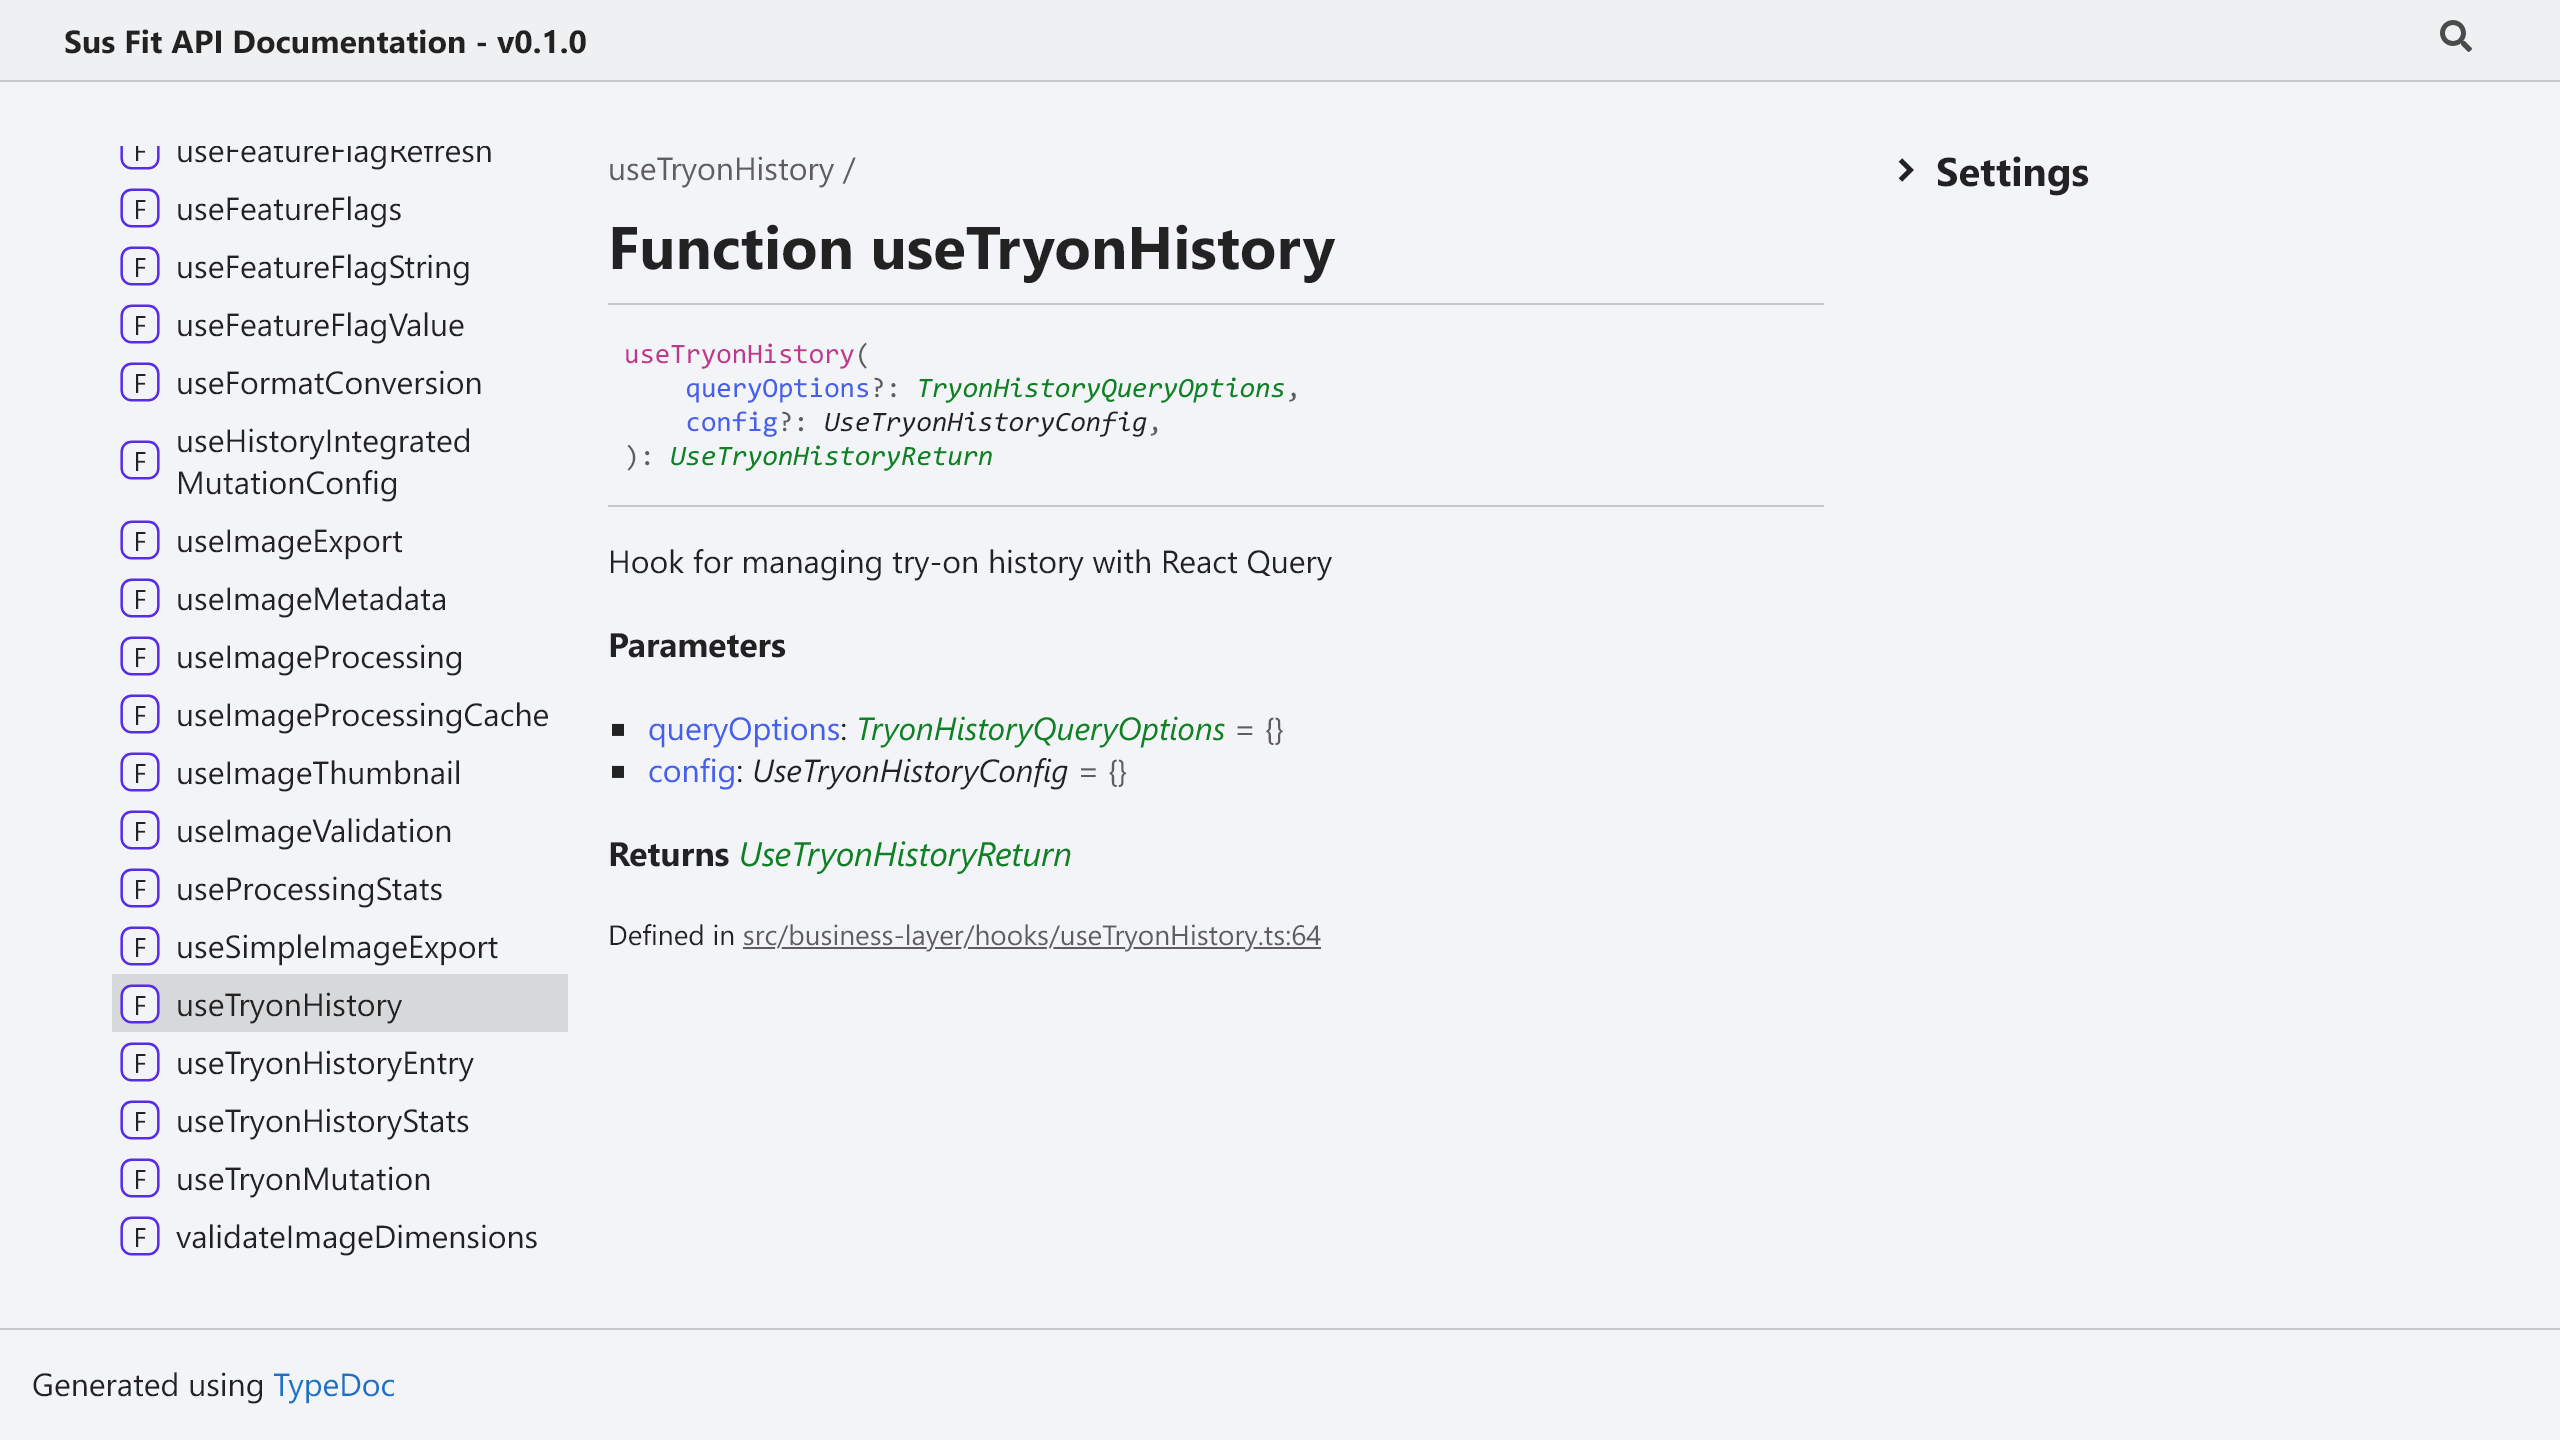 Sus Fit API Documentation - v0.1.0
F useFeatureFlagRefresh
F useFeatureFlags
F useFeatureFlagString
F useFeatureFlagValue
F useFormatConversion
F useHistoryIntegrated
MutationConfig
F useImageExport
F useImageMetadata
F useImageProcessing
F useImageProcessingCache
F useImageThumbnail
F useImageValidation
F useProcessingStats
F useSimpleImageExport
F useTryonHistory
F useTryonHistoryEntry
F useTryonHistoryStats
F useTryonMutation
F validateImageDimensions
useTryonHistory /
Function useTryonHistory
useTryonHistory(
queryOptions?: TryonHistoryQueryOptions,
config?: UseTryonHistoryConfig,
): UseTryonHistoryReturn
Hook for managing try-on history with React Query
Parameters
queryOptions: TryonHistoryQueryOptions = {}
config: UseTryonHistoryConfig = {}
Returns UseTryonHistoryReturn
Defined in src/business-layer/hooks/useTryonHistory.ts:64
Settings
Generated using TypeDoc